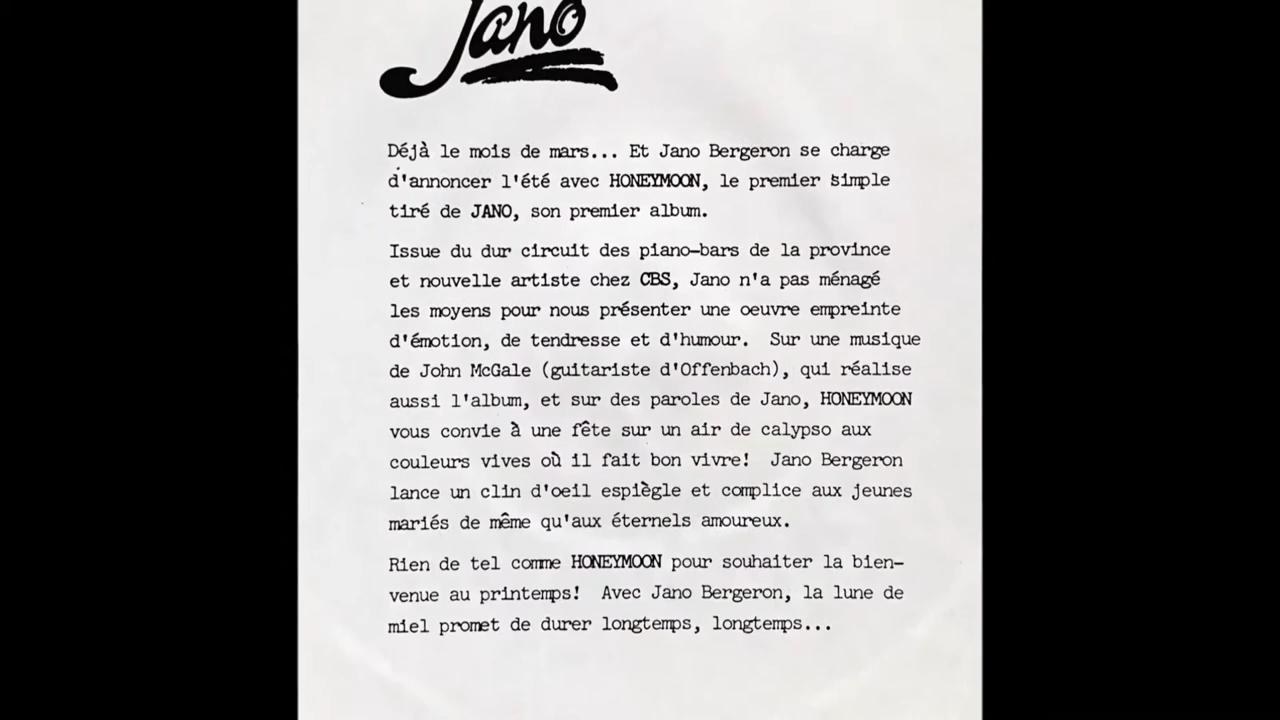 Jano
Déjà le mois de mars... Et Jano Bergeron se charge
d'annoncer l'été avec HONEYMOON, le premier simple
tiré de JANO, son premier album.
Issue du dur circuit des piano-bars de la province
et nouvelle artiste chez CBS, Jano n'a pas ménagé
les moyens pour nous présenter une oeuvre empreinte
d'émotion, de tendresse et d'humour. Sur une musique
de John McGale (guitariste d'Offenbach), qui réalise
aussi l'album, et sur des paroles de Jano, HONEYMOON
vous convie à une fête sur un air de calypso aux
couleurs vives où il fait bon vivre! Jano Bergeron
lance un clin d'oeil espiègle et complice aux jeunes
mariés de même qu'aux éternels amoureux.
Rien de tel comme HONEYMOON pour souhaiter la bien-
venue au printemps! Avec Jano Bergeron, la lune de
miel promet de durer longtemps, longtemps...